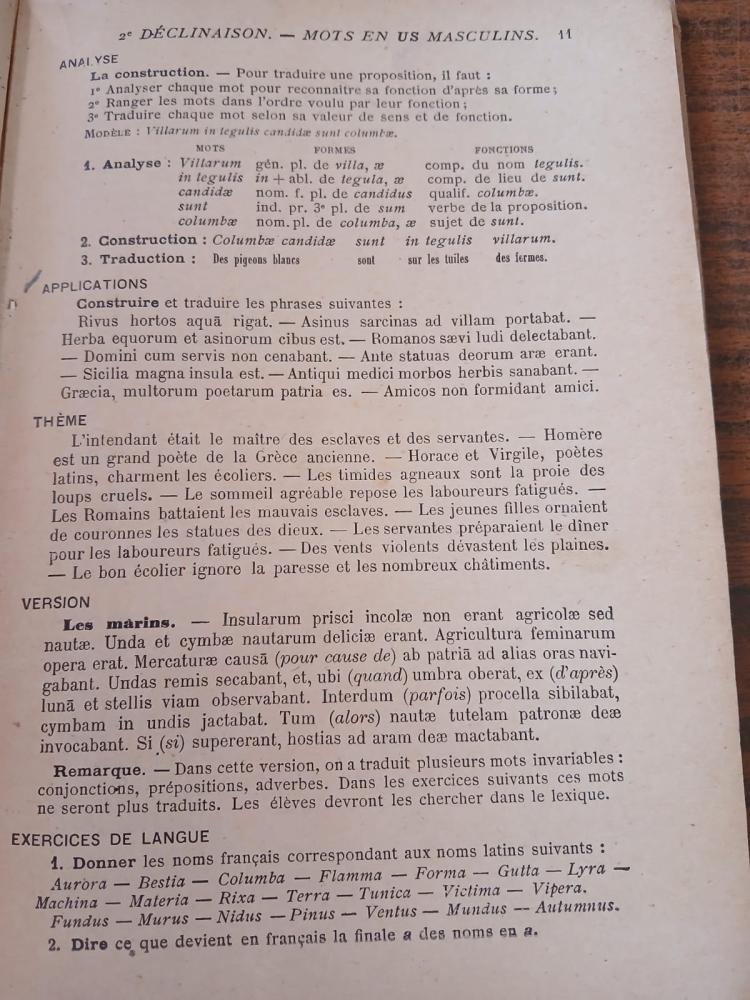 2e DÉCLINAISON. — MOTS EN US MASCULINS. 11
ANALYSE
La construction. — Pour traduire une proposition, il faut :
1° Analyser chaque mot pour reconnaître sa fonction d'après sa forme;
2° Ranger les mots dans l'ordre voulu par leur fonction;
3° Traduire chaque mot selon sa valeur de sens et de fonction.
MODÈLE : Villarum in tegulis candidæ sunt columbæ.
MOTS FORMES FONCTIONS
1. Analyse : Villarum gén. pl. de villa, æ comp. du nom tegulis.
in tegulis in + abl. de tegula, æ comp. de lieu de sunt.
candidæ nom. f. pl. de candidus qualif. columbæ.
sunt ind. pr. 3e pl. de sum verbe de la proposition.
columbæ nom. pl. de columba, æ sujet de sunt.
2. Construction : Columbæ candidæ sunt in tegulis villarum.
3. Traduction : Des pigeons blancs sont sur les tuiles des fermes.
APPLICATIONS
Construire et traduire les phrases suivantes :
Rivus hortos aquā rigat. — Asinus sarcinas ad villam portabat. —
Herba equorum et asinorum cibus est. — Romanos sævi ludi delectabant.
— Domini cum servis non cenabant. — Ante statuas deorum aræ erant.
— Sicilia magna insula est. — Antiqui medici morbos herbis sanabant. —
Græcia, multorum poetarum patria es. — Amicos non formidant amici.
THÈME
L'intendant était le maître des esclaves et des servantes. — Homère
est un grand poète de la Grèce ancienne. — Horace et Virgile, poètes
latins, charment les écoliers. — Les timides agneaux sont la proie des
loups cruels. — Le sommeil agréable repose les laboureurs fatigués. —
Les Romains battaient les mauvais esclaves. — Les jeunes filles ornaient
de couronnes les statues des dieux. — Les servantes préparaient le dîner
pour les laboureurs fatigués. — Des vents violents dévastent les plaines.
— Le bon écolier ignore la paresse et les nombreux châtiments.
VERSION
Les marins. — Insularum prisci incolæ non erant agricolæ sed
nautæ. Unda et cymbæ nautarum deliciæ erant. Agricultura feminarum
opera erat. Mercaturæ causā (pour cause de) ab patriā ad alias oras navi-
gabant. Undas remis secabant, et, ubi (quand) umbra oberat, ex (d'après)
lunā et stellis viam observabant. Interdum (parfois) procella sibilabat,
cymbam in undis jactabat. Tum (alors) nautæ tutelam patronæ deæ
invocabant. Si (si) supererant, hostias ad aram deæ mactabant.
Remarque. — Dans cette version, on a traduit plusieurs mots invariables :
conjonctions, prépositions, adverbes. Dans les exercices suivants ces mots
ne seront plus traduits. Les élèves devront les chercher dans le lexique.
EXERCICES DE LANGUE
1. Donner les noms français correspondant aux noms latins suivants :
Aurora — Bestia — Columba — Flamma — Forma — Gutta — Lyra —
Machina — Materia — Rixa — Terra — Tunica — Victima — Vipera.
Fundus — Murus — Nidus — Pinus — Ventus — Mundus — Autumnus.
2. Dire ce que devient en français la finale a des noms en a.